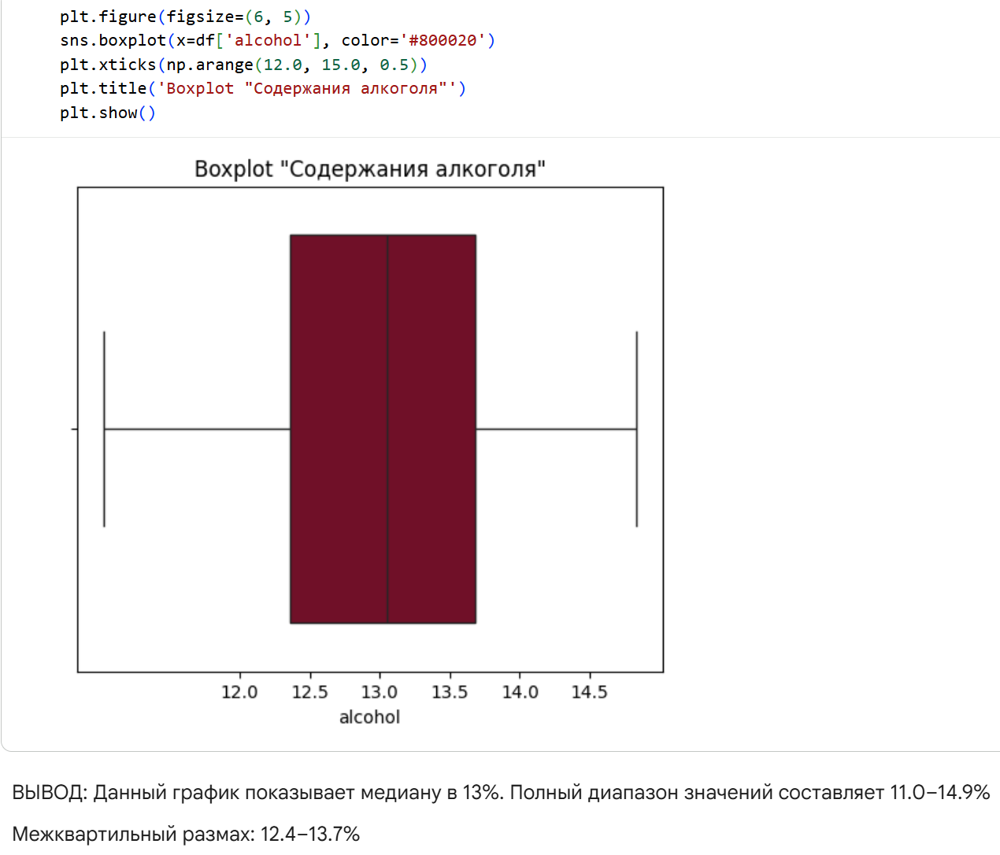 plt.figure(figsize=(6, 5))
sns.boxplot(x=df['alcohol'], color='#800020')
plt.xticks(np.arange(12.0, 15.0, 0.5))
plt.title('Boxplot "Содержания алкоголя"')
plt.show()
Boxplot "Содержания алкоголя"
12.0 12.5 13.0 13.5 14.0 14.5
alcohol
ВЫВОД: Данный график показывает медиану в 13%. Полный диапазон значений составляет 11.0–14.9%
Межквартильный размах: 12.4–13.7%